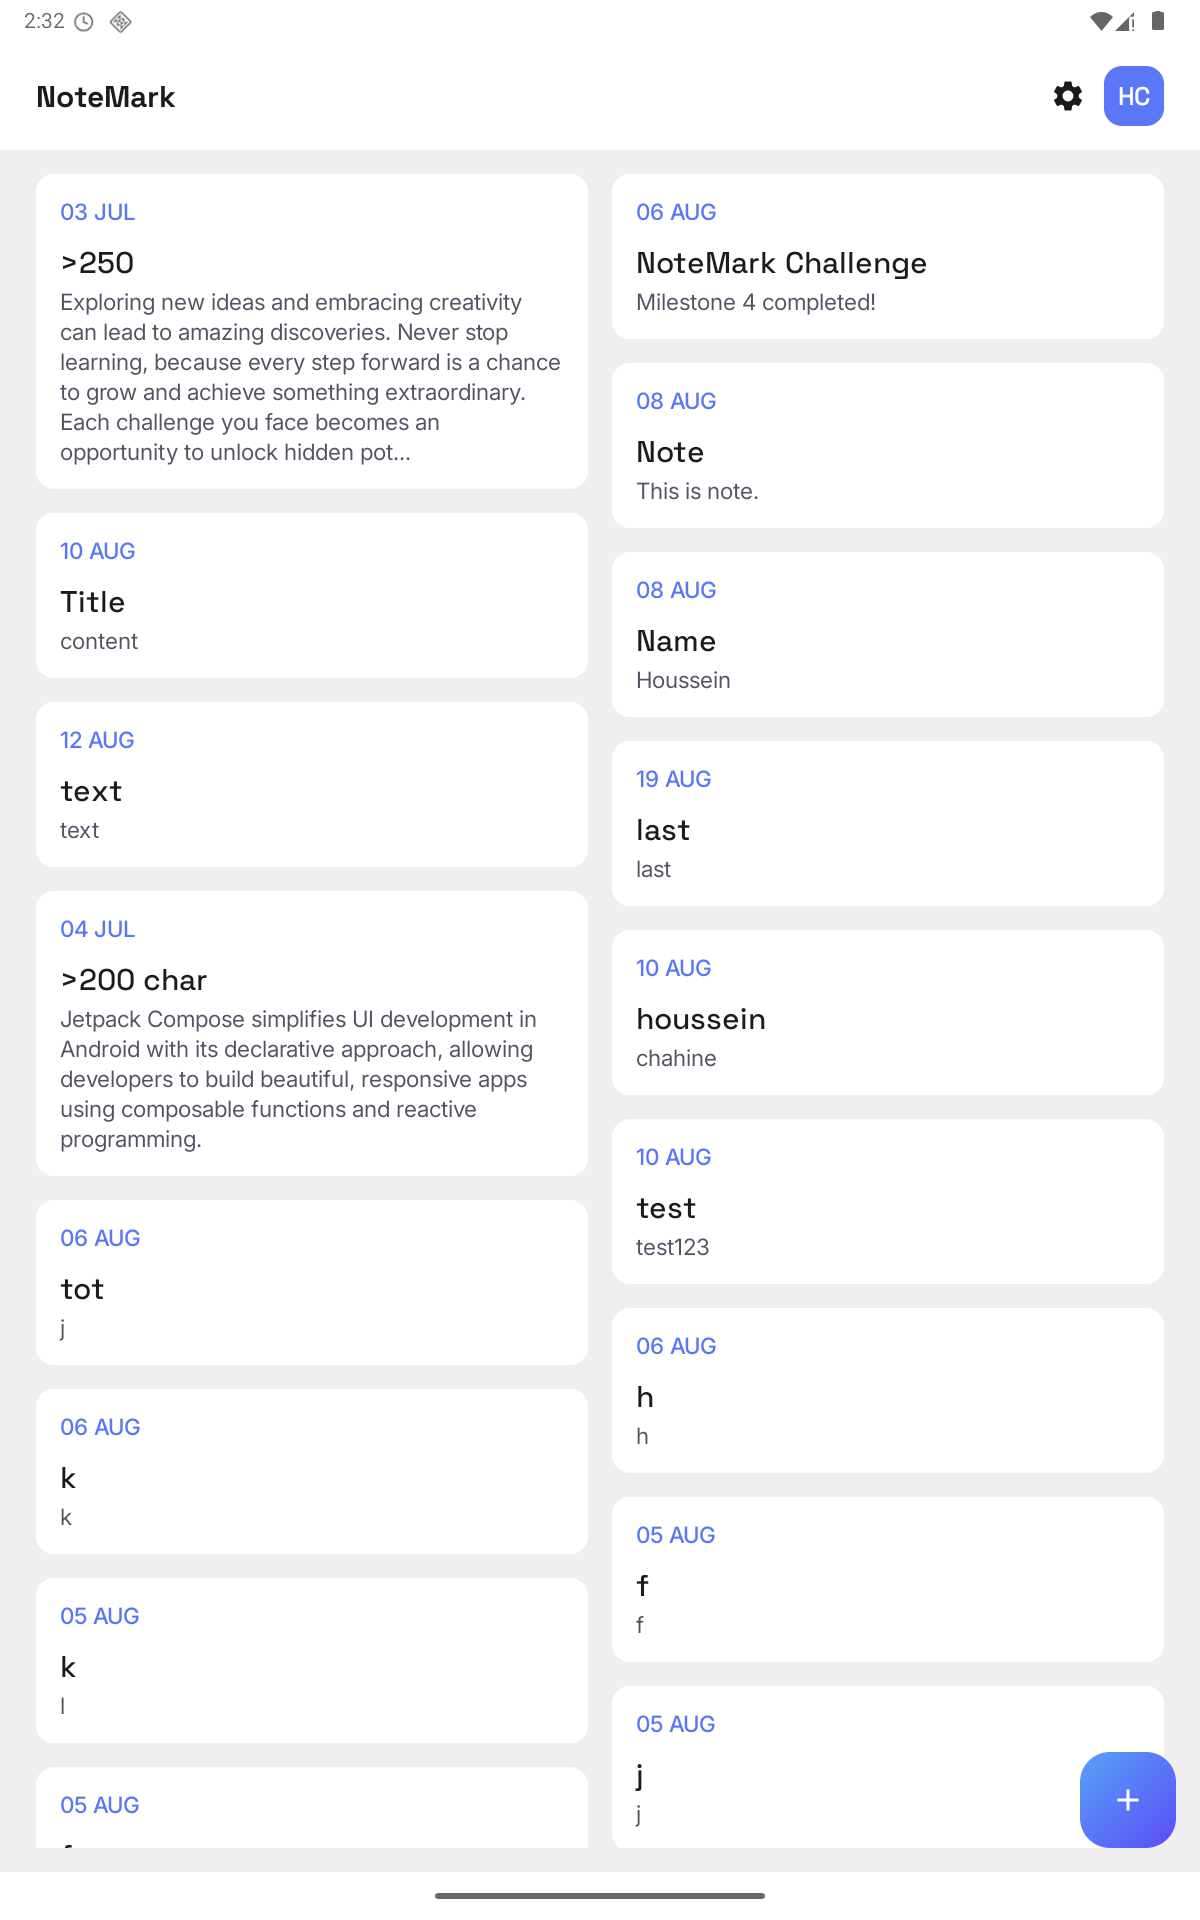 2:32
NoteMark
HC
03 JUL
>250
Exploring new ideas and embracing creativity
can lead to amazing discoveries. Never stop
learning, because every step forward is a chance
to grow and achieve something extraordinary.
Each challenge you face becomes an
opportunity to unlock hidden pot...
10 AUG
Title
content
12 AUG
text
text
04 JUL
>200 char
Jetpack Compose simplifies UI development in
Android with its declarative approach, allowing
developers to build beautiful, responsive apps
using composable functions and reactive
programming.
06 AUG
tot
j
06 AUG
k
k
05 AUG
k
l
05 AUG
06 AUG
NoteMark Challenge
Milestone 4 completed!
08 AUG
Note
This is note.
08 AUG
Name
Houssein
19 AUG
last
last
10 AUG
houssein
chahine
10 AUG
test
test123
06 AUG
h
h
05 AUG
f
f
05 AUG
j
j